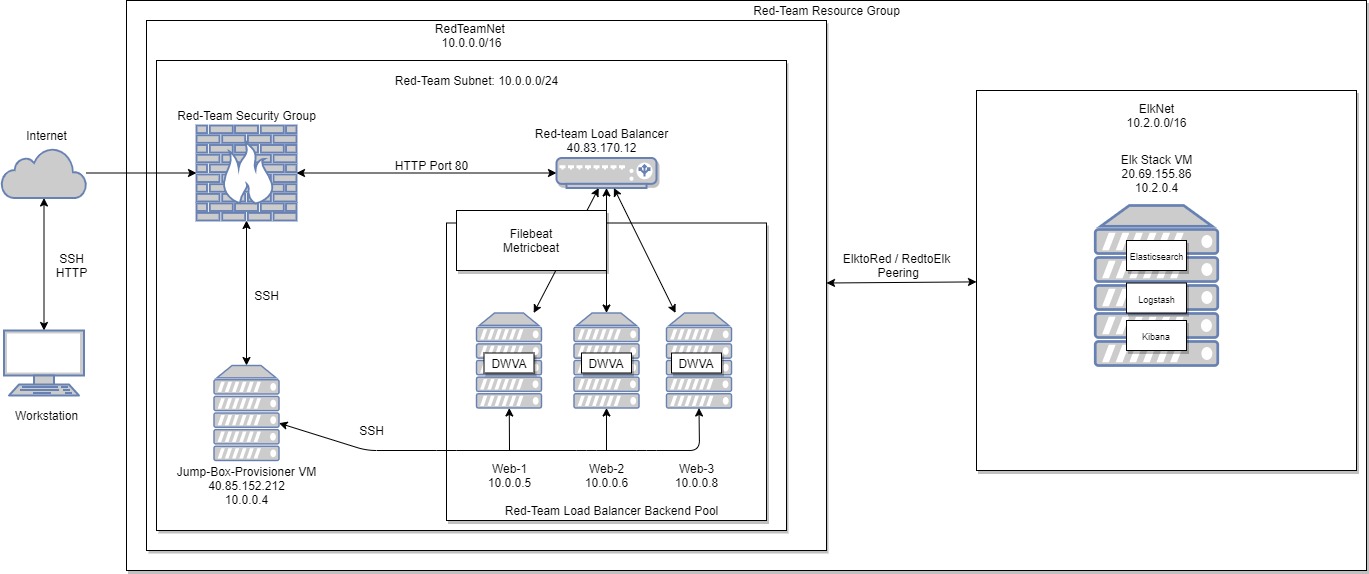 Red-Team Resource Group
RedTeamNet
10.0.0.0/16
Red-Team Subnet: 10.0.0.0/24
Internet
SSH
HTTP
Workstation
Red-Team Security Group
HTTP Port 80
Red-team Load Balancer
40.83.170.12
SSH
Jump-Box-Provisioner VM
40.85.152.212
10.0.0.4
SSH
Filebeat
Metricbeat
DWVA
DWVA
DWVA
Web-1
10.0.0.5
Web-2
10.0.0.6
Web-3
10.0.0.8
Red-Team Load Balancer Backend Pool
ElktoRed / RedtoElk
Peering
ElkNet
10.2.0.0/16
Elk Stack VM
20.69.155.86
10.2.0.4
Elasticsearch
Logstash
Kibana